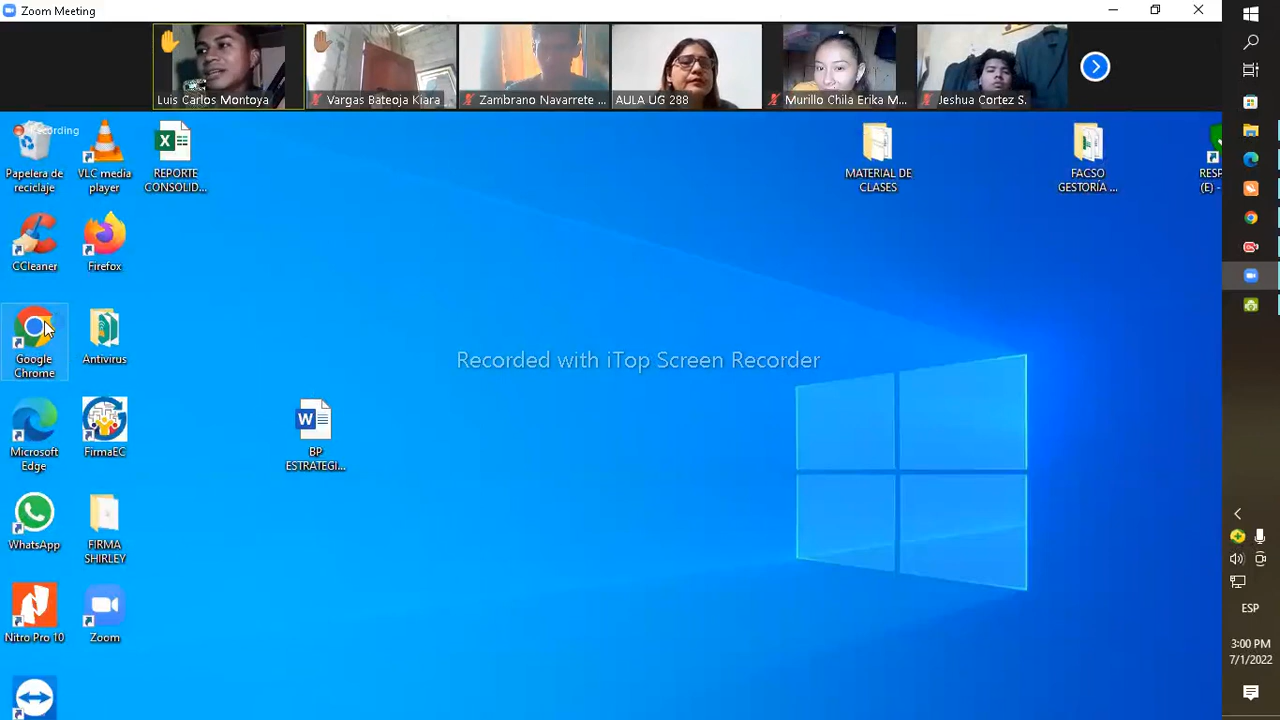 Zoom Meeting
Luis Carlos Montoya
Vargas Bateoja Kiara
Zambrano Navarrete ...
AULA UG 288
Murillo Chila Erika M...
Jeshua Cortez S.
Recording
Papelera de
reciclaje
VLC media
player
REPORTE
CONSOLID...
MATERIAL DE
CLASES
FACSO
GESTORÍA ...
RESP
(E) -
CCleaner
Firefox
Google
Chrome
Antivirus
Recorded with iTop Screen Recorder
Microsoft
Edge
FirmaEC
BP
ESTRATEGI...
WhatsApp
FIRMA
SHIRLEY
Nitro Pro 10
Zoom
ESP
3:00 PM
7/1/2022